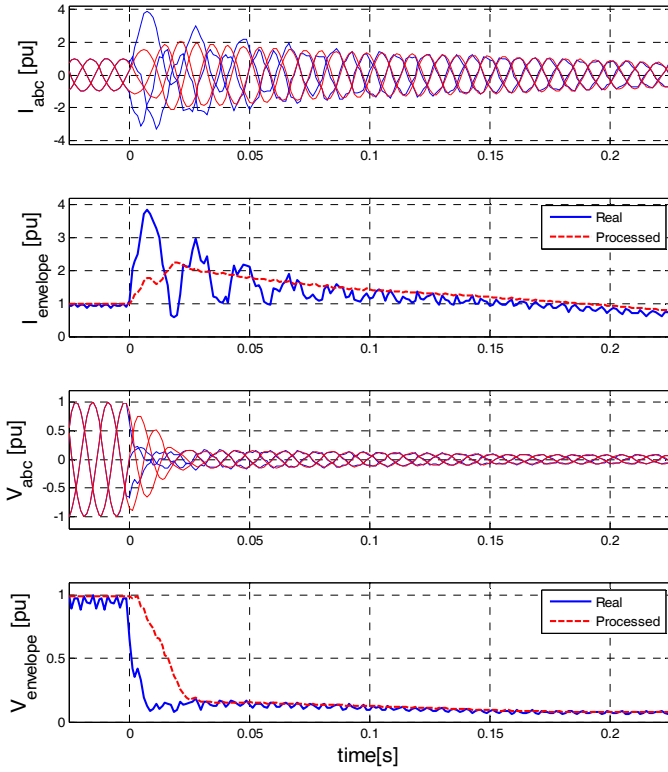 I_abc [pu]
4
2
0
-2
-4
0 0.05 0.1 0.15 0.2
I_envelope [pu]
4
3
2
1
0
Real
Processed
0 0.05 0.1 0.15 0.2
V_abc [pu]
1
0.5
0
-0.5
-1
0 0.05 0.1 0.15 0.2
V_envelope [pu]
1
0.5
0
Real
Processed
0 0.05 0.1 0.15 0.2
time[s]